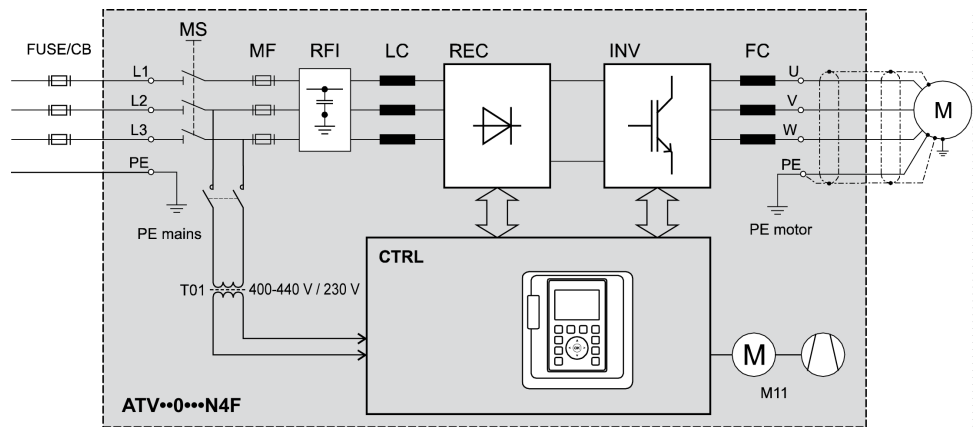 FUSE/CB
MS
MF
RFI
LC
REC
INV
FC
L1
L2
L3
PE
U
V
W
PE
M
PE mains
PE motor
CTRL
T01
400-440 V / 230 V
OK
M
M11
ATV••0•••N4F